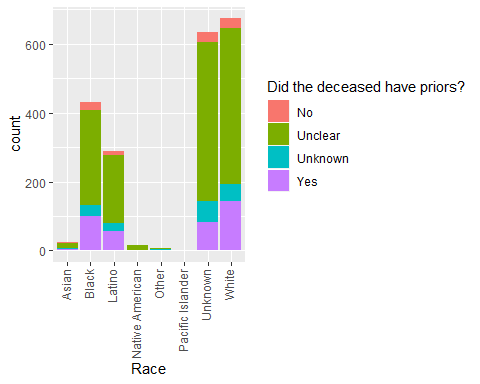 600
400
200
0
count
Asian
Black
Latino
Native American
Other
Pacific Islander
Unknown
White
Race
Did the deceased have priors?
No
Unclear
Unknown
Yes